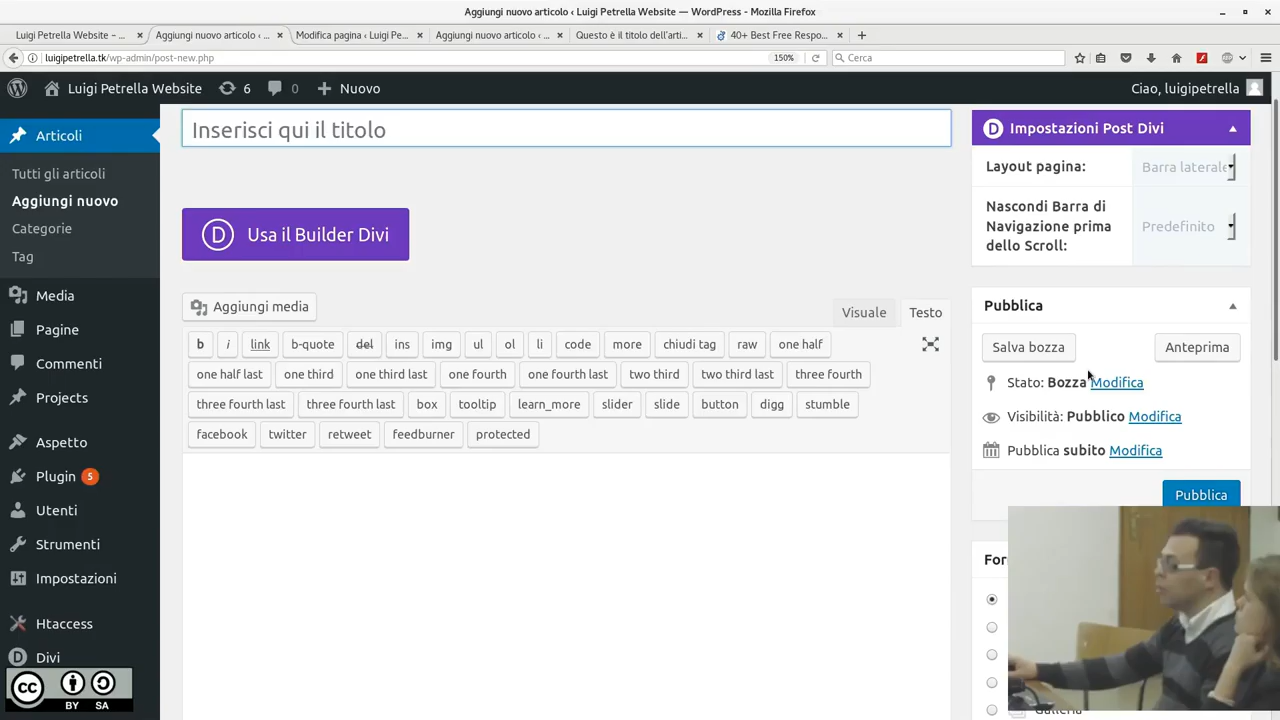 Aggiungi nuovo articolo ‹ Luigi Petrella Website — WordPress - Mozilla Firefox
Luigi Petrella Website – ...
Aggiungi nuovo articolo ‹ ...
Modifica pagina ‹ Luigi Pe...
Aggiungi nuovo articolo ‹ ...
Questo è il titolo dell'arti...
40+ Best Free Respo...
luigipetrella.tk/wp-admin/post-new.php
150%
Cerca
ABP
Luigi Petrella Website
6
0
Nuovo
Ciao, luigipetrella
Articoli
Tutti gli articoli
Aggiungi nuovo
Categorie
Tag
Media
Pagine
Commenti
Projects
Aspetto
Plugin 5
Utenti
Strumenti
Impostazioni
Htaccess
Divi
Inserisci qui il titolo
D Usa il Builder Divi
Aggiungi media
Visuale
Testo
b i link b-quote del ins img ul ol li code more chiudi tag raw one half
one half last one third one third last one fourth one fourth last two third two third last three fourth
three fourth last three fourth last box tooltip learn_more slider slide button digg stumble
facebook twitter retweet feedburner protected
D Impostazioni Post Divi
Layout pagina: Barra laterale
Nascondi Barra di
Navigazione prima
dello Scroll:
Predefinito
Pubblica
Salva bozza
Anteprima
Stato: Bozza Modifica
Visibilità: Pubblico Modifica
Pubblica subito Modifica
Pubblica
For
Galleria
cc
BY SA